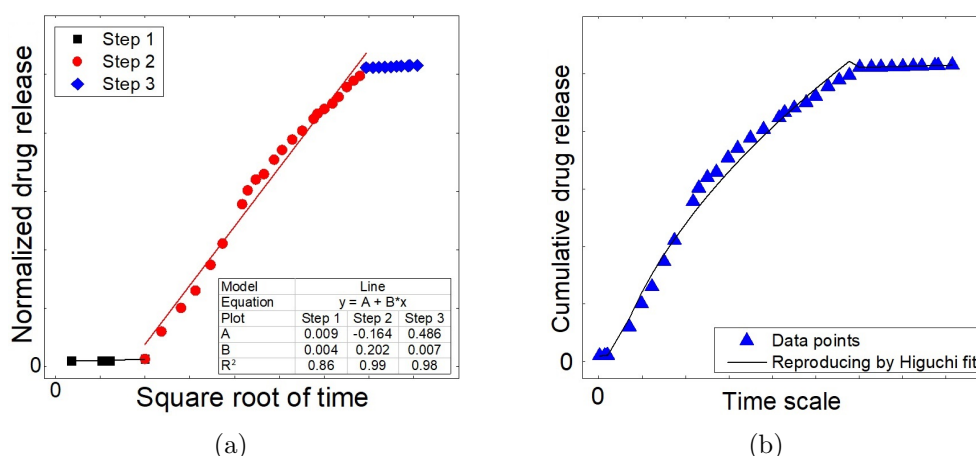 Normalized drug release
Step 1
Step 2
Step 3
Model Line
Equation y = A + B*x
Plot Step 1 Step 2 Step 3
A 0.009 -0.164 0.486
B 0.004 0.202 0.007
R² 0.86 0.99 0.98
0
0
Square root of time
(a)
Cumulative drug release
Data points
Reproducing by Higuchi fit
0
0
Time scale
(b)